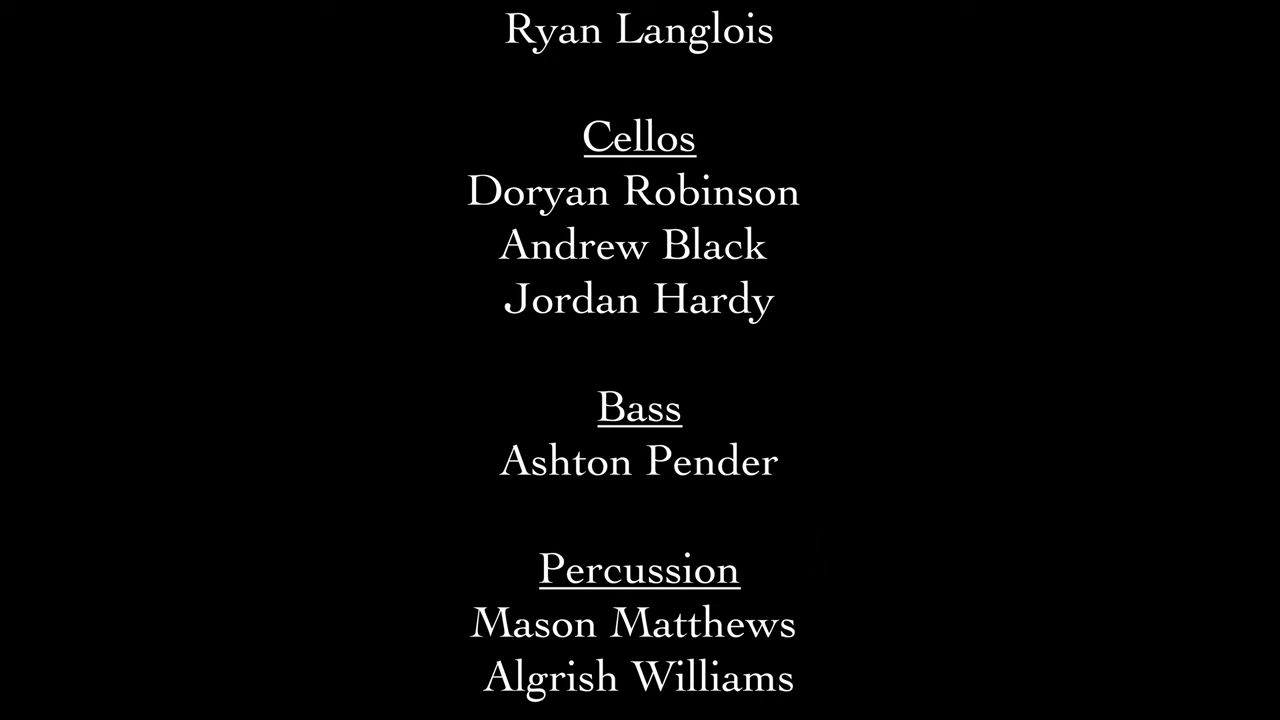 Ryan Langlois
Cellos
Doryan Robinson
Andrew Black
Jordan Hardy
Bass
Ashton Pender
Percussion
Mason Matthews
Algrish Williams